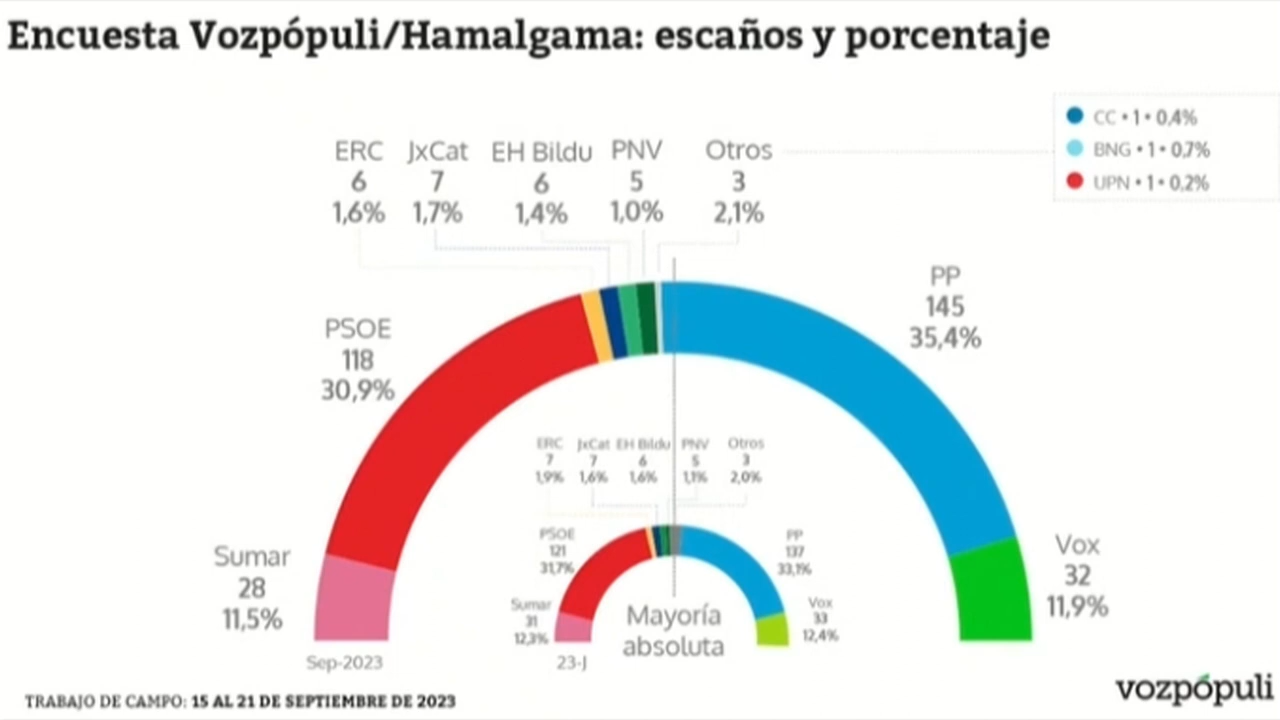 Encuesta Vozpópuli/Hamalgama: escaños y porcentaje
CC • 1 • 0,4%
BNG • 1 • 0,7%
UPN • 1 • 0,2%
ERC JxCat EH Bildu PNV Otros
6 7 6 5 3
1,6% 1,7% 1,4% 1,0% 2,1%
PP
145
35,4%
PSOE
118
30,9%
ERC JxCat EH Bildu PNV Otros
7 7 6 5 3
1,9% 1,6% 1,6% 1,1% 2,0%
PSOE
121
31,7%
PP
137
33,1%
Sumar
28
11,5%
Vox
32
11,9%
Sumar
31
12,3%
Vox
33
12,4%
Mayoría
absoluta
Sep-2023
23-J
TRABAJO DE CAMPO: 15 AL 21 DE SEPTIEMBRE DE 2023
vozpópuli